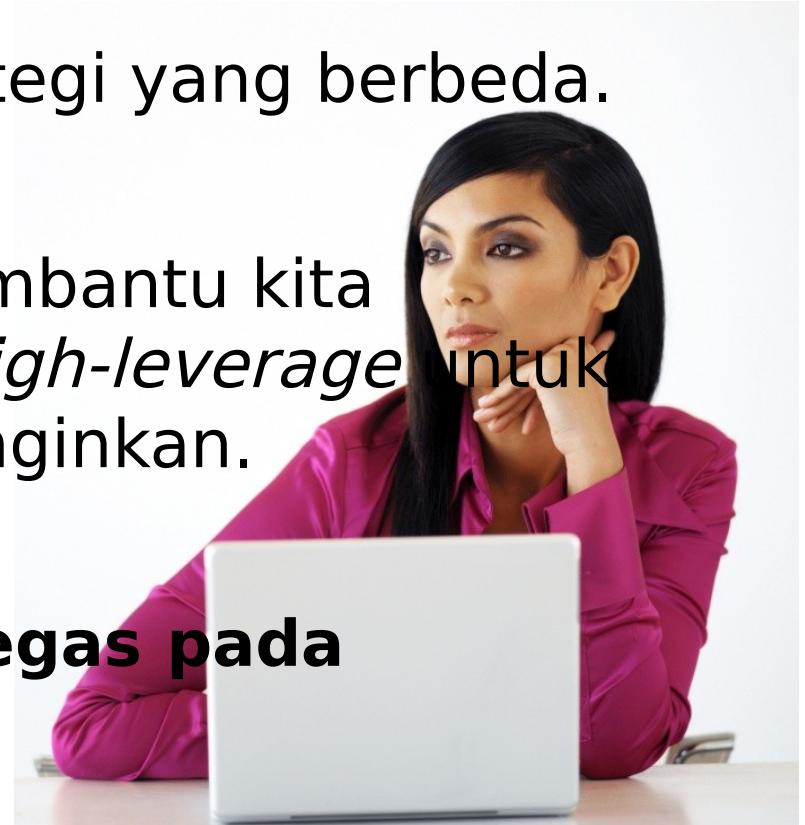 tegi yang berbeda.
mbantu kita
igh-leverage untuk
nginkan.
egas pada